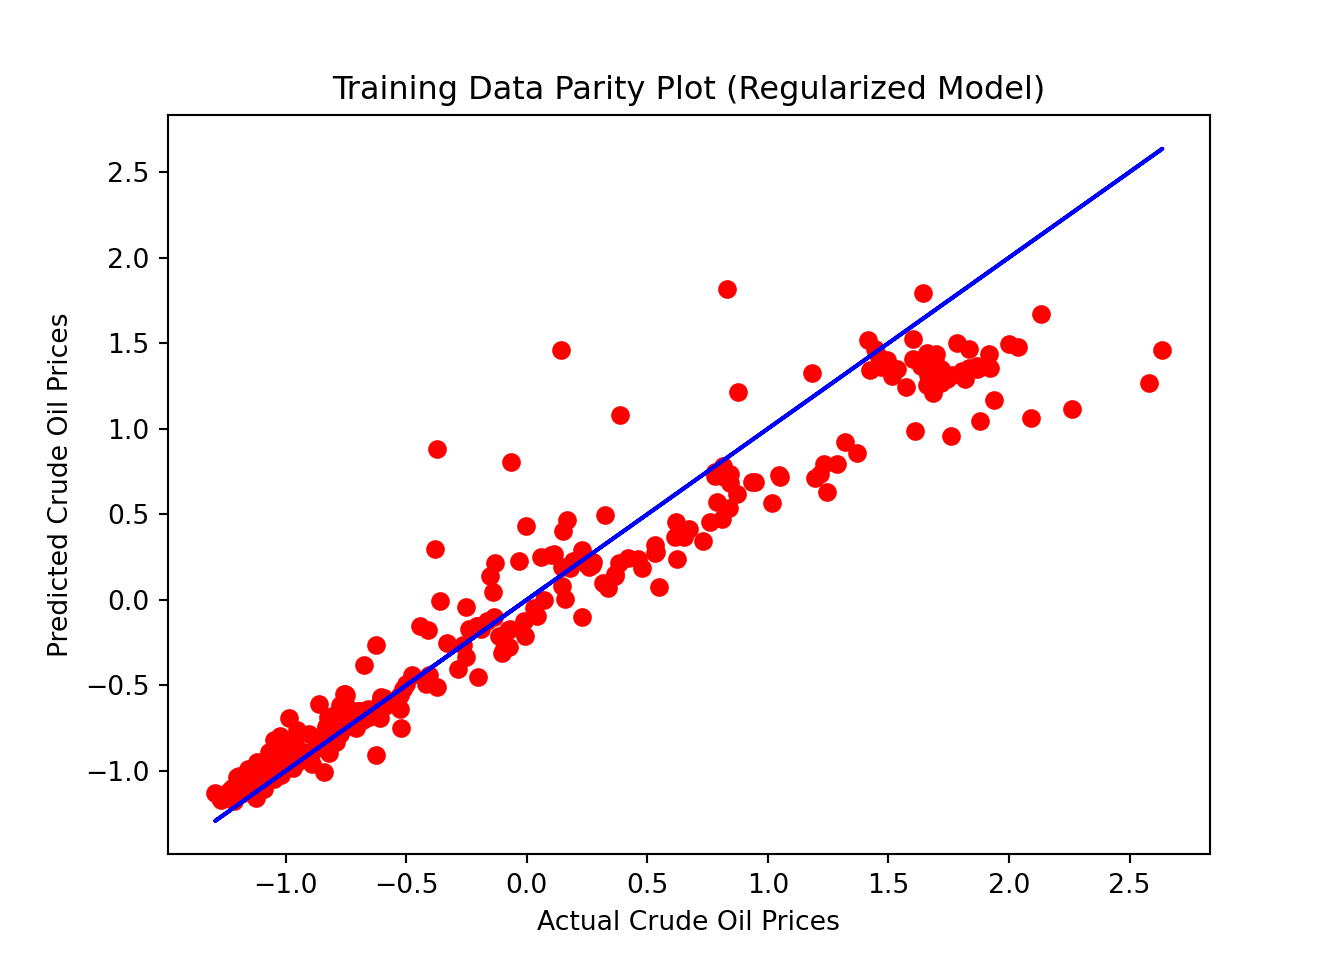 Training Data Parity Plot (Regularized Model)
Predicted Crude Oil Prices
2.5
2.0
1.5
1.0
0.5
0.0
−0.5
−1.0
−1.0 −0.5 0.0 0.5 1.0 1.5 2.0 2.5
Actual Crude Oil Prices